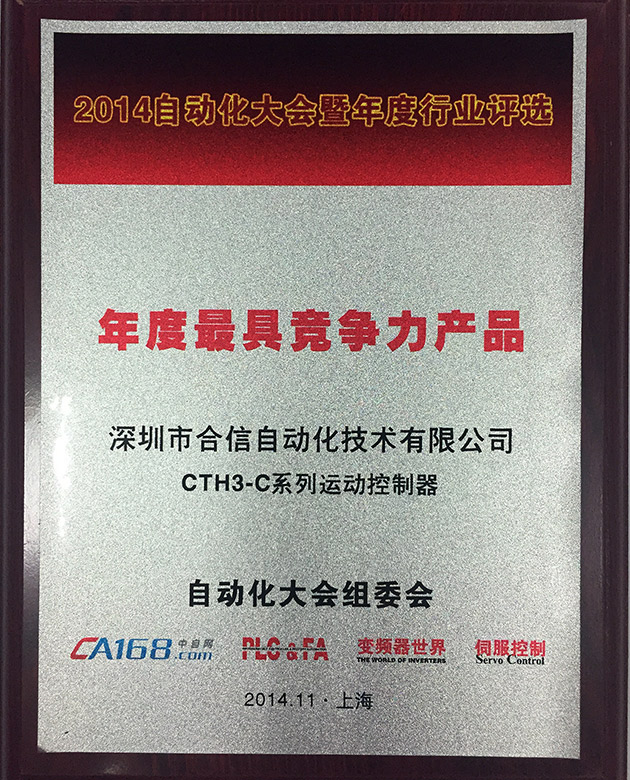 2014自动化大会暨年度行业评选
年度最具竞争力产品
深圳市合信自动化技术有限公司
CTH3-C系列运动控制器
自动化大会组委会
CA168.com 中自网
PLC&FA
变频器世界
THE WORLD OF INVERTERS
伺服控制
Servo Control
2014.11·上海